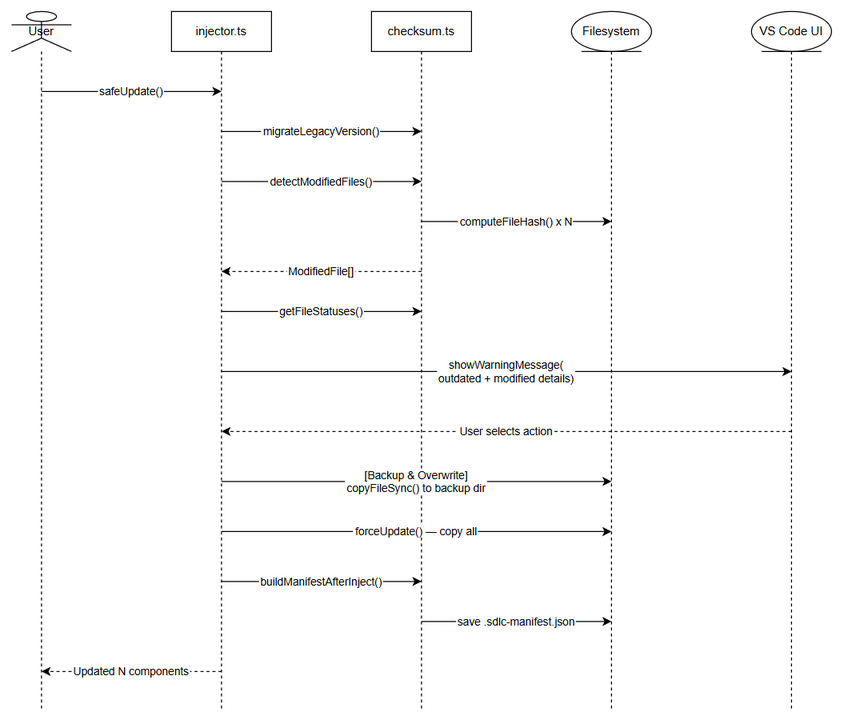 User
injector.ts
checksum.ts
Filesystem
VS Code UI
safeUpdate()
migrateLegacyVersion()
detectModifiedFiles()
computeFileHash() x N
ModifiedFile[]
getFileStatuses()
showWarningMessage(
outdated + modified details)
User selects action
[Backup & Overwrite]
copyFileSync() to backup dir
forceUpdate() — copy all
buildManifestAfterInject()
save .sdlc-manifest.json
Updated N components